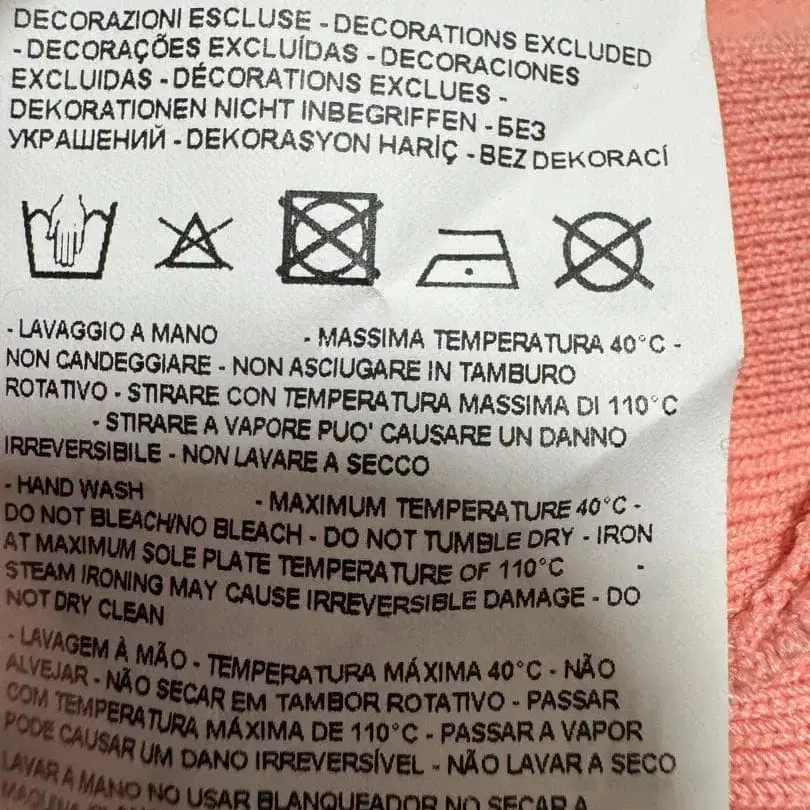 DECORAZIONI ESCLUSE - DECORATIONS EXCLUDED
- DECORAÇÕES EXCLUÍDAS - DECORACIONES
EXCLUIDAS - DÉCORATIONS EXCLUES -
DEKORATIONEN NICHT INBEGRIFFEN - БЕЗ
УКРАШЕНИЙ - DEKORASYON HARİÇ - BEZ DEKORACÍ
- LAVAGGIO A MANO - MASSIMA TEMPERATURA 40°C -
NON CANDEGGIARE - NON ASCIUGARE IN TAMBURO
ROTATIVO - STIRARE CON TEMPERATURA MASSIMA DI 110°C
- STIRARE A VAPORE PUO' CAUSARE UN DANNO
IRREVERSIBILE - NON LAVARE A SECCO
- HAND WASH - MAXIMUM TEMPERATURE 40°C -
DO NOT BLEACH/NO BLEACH - DO NOT TUMBLE DRY - IRON
AT MAXIMUM SOLE PLATE TEMPERATURE OF 110°C -
STEAM IRONING MAY CAUSE IRREVERSIBLE DAMAGE - DO
NOT DRY CLEAN
- LAVAGEM À MÃO - TEMPERATURA MÁXIMA 40°C - NÃO
ALVEJAR - NÃO SECAR EM TAMBOR ROTATIVO - PASSAR
COM TEMPERATURA MÁXIMA DE 110°C - PASSAR A VAPOR
PODE CAUSAR UM DANO IRREVERSÍVEL - NÃO LAVAR A SECO
LAVAR A MANO NO USAR BLANQUEADOR NO SECAR A